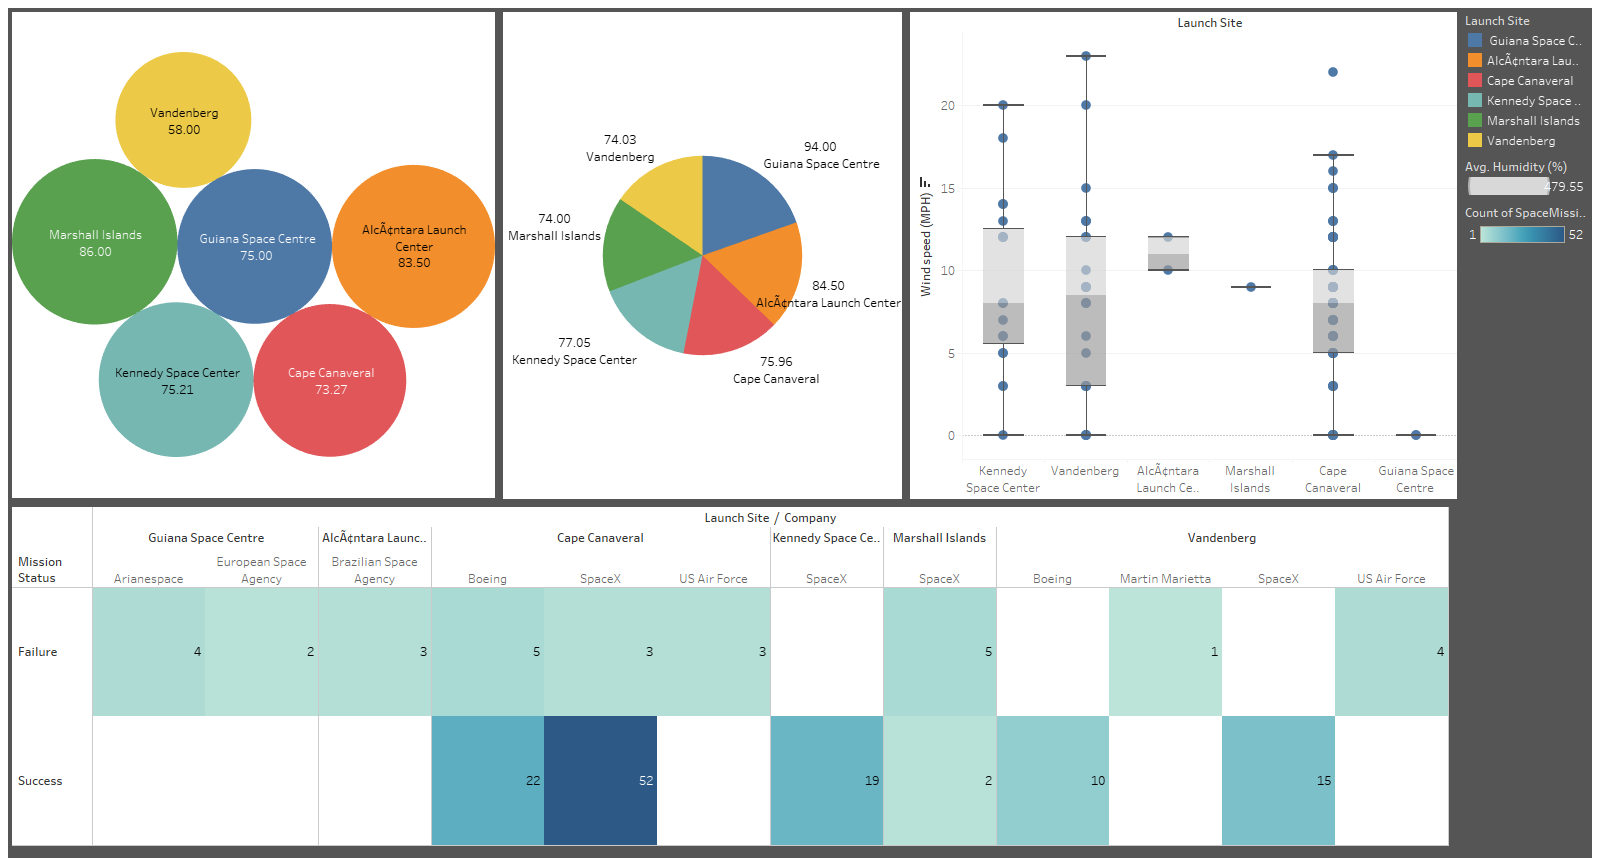 Vandenberg
58.00
Marshall Islands
86.00
Guiana Space Centre
75.00
AlcÃ¢ntara Launch
Center
83.50
Kennedy Space Center
75.21
Cape Canaveral
73.27
74.03
Vandenberg
94.00
Guiana Space Centre
74.00
Marshall Islands
84.50
AlcÃ¢ntara Launch Center
77.05
Kennedy Space Center
75.96
Cape Canaveral
Launch Site
Wind speed (MPH)
20
15
10
5
0
Kennedy
Space Center
Vandenberg
AlcÃ¢ntara
Launch Ce..
Marshall
Islands
Cape
Canaveral
Guiana Space
Centre
Launch Site
Guiana Space C..
AlcÃ¢ntara Lau..
Cape Canaveral
Kennedy Space ..
Marshall Islands
Vandenberg
Avg. Humidity (%)
479.55
Count of SpaceMissi..
1 52
Launch Site / Company
Guiana Space Centre AlcÃ¢ntara Launc.. Cape Canaveral Kennedy Space Ce.. Marshall Islands Vandenberg
Mission
Status
Arianespace
European Space
Agency
Brazilian Space
Agency
Boeing SpaceX US Air Force SpaceX SpaceX Boeing Martin Marietta SpaceX US Air Force
Failure 4 2 3 5 3 3 5 1 4
Success 22 52 19 2 10 15